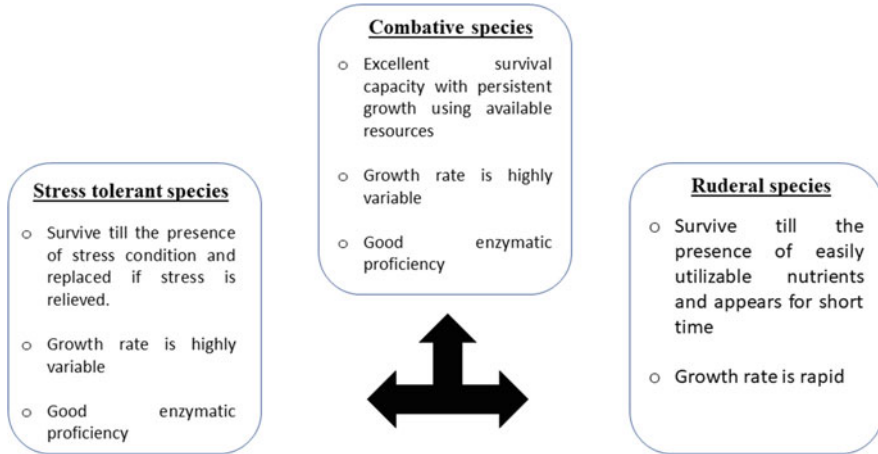 Combative species
o Excellent survival
capacity with persistent
growth using available
resources
o Growth rate is highly
variable
o Good enzymatic
proficiency
Stress tolerant species
o Survive till the presence
of stress condition and
replaced if stress is
relieved.
o Growth rate is highly
variable
o Good enzymatic
proficiency
Ruderal species
o Survive till the
presence of easily
utilizable nutrients
and appears for short
time
o Growth rate is rapid